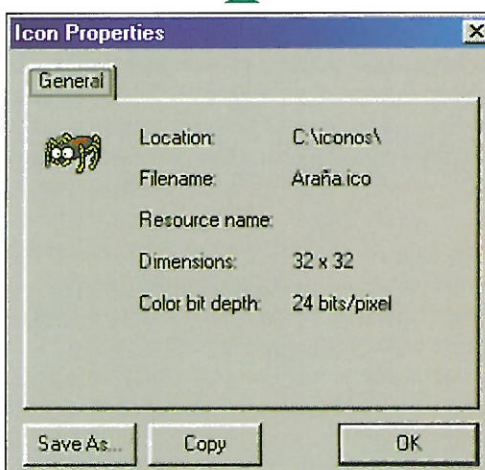 Icon Properties
General
Location: C:\iconos\
Filename: Araña.ico
Resource name:
Dimensions: 32 x 32
Color bit depth: 24 bits/pixel
Save As... Copy OK